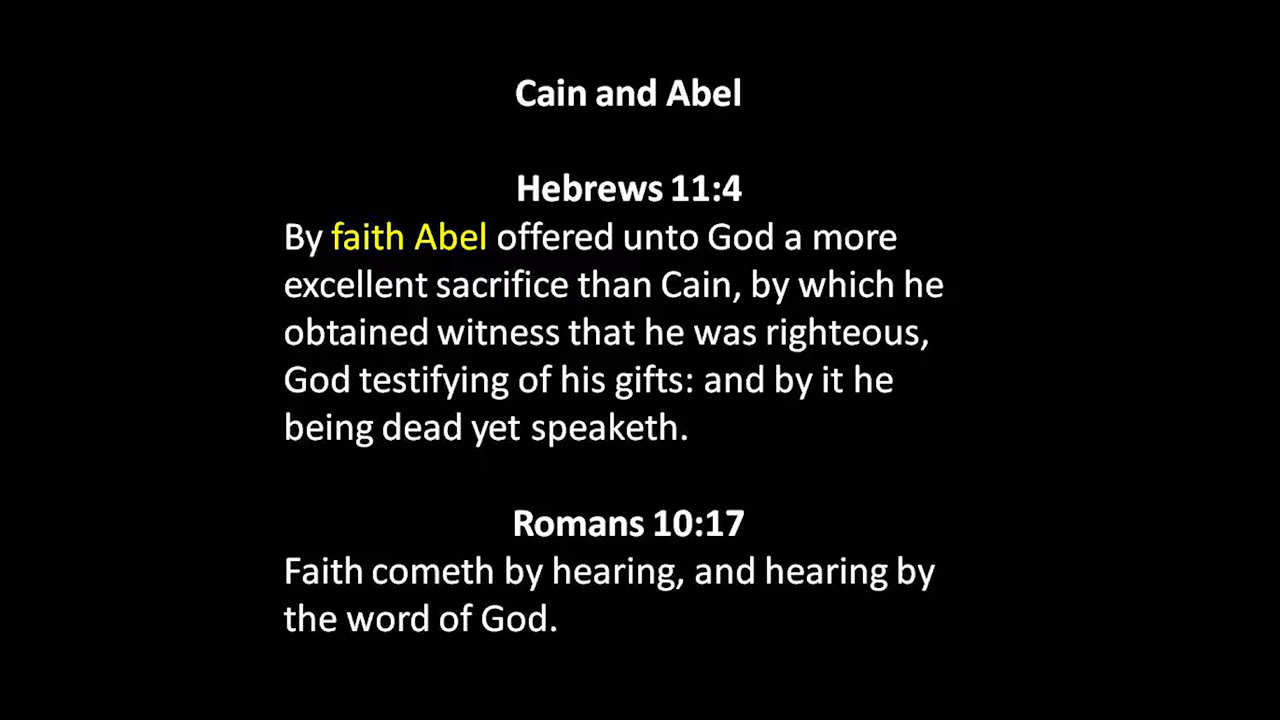 Cain and Abel
Hebrews 11:4
By faith Abel offered unto God a more
excellent sacrifice than Cain, by which he
obtained witness that he was righteous,
God testifying of his gifts: and by it he
being dead yet speaketh.
Romans 10:17
Faith cometh by hearing, and hearing by
the word of God.